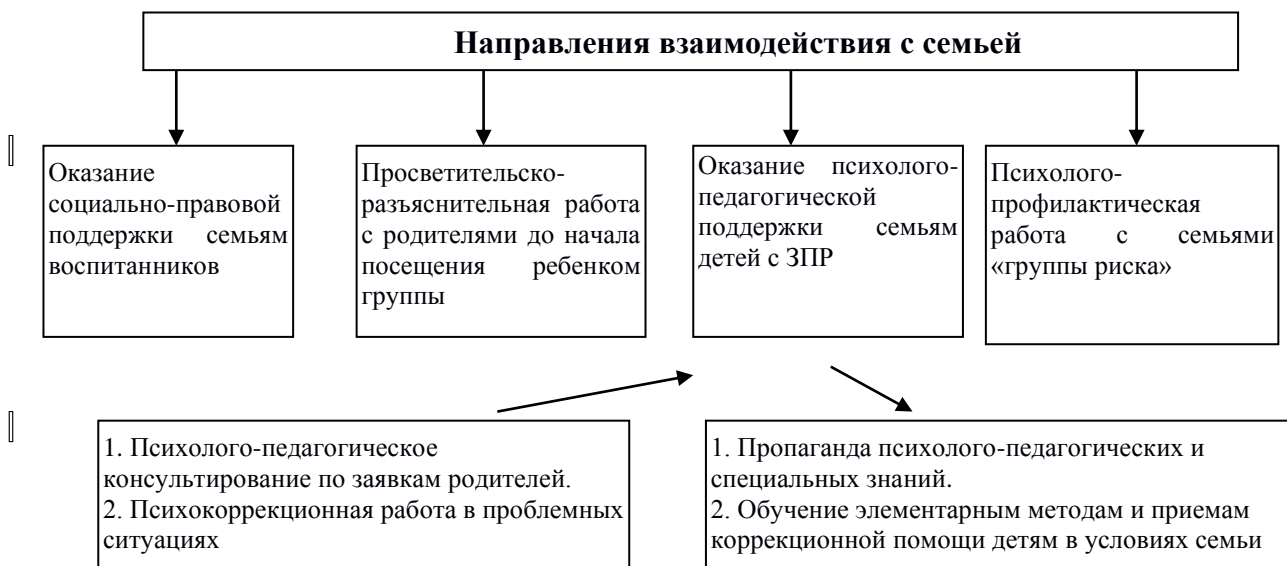 Направления взаимодействия с семьей
Оказание
социально-правовой
поддержки семьям
воспитанников
Просветительско-
разъяснительная работа
с родителями до начала
посещения ребенком
группы
Оказание психолого-
педагогической
поддержки семьям
детей с ЗПР
Психолого-
профилактическая
работа с семьями
«группы риска»
1. Психолого-педагогическое
консультирование по заявкам родителей.
2. Психокоррекционная работа в проблемных
ситуациях
1. Пропаганда психолого-педагогических и
специальных знаний.
2. Обучение элементарным методам и приемам
коррекционной помощи детям в условиях семьи